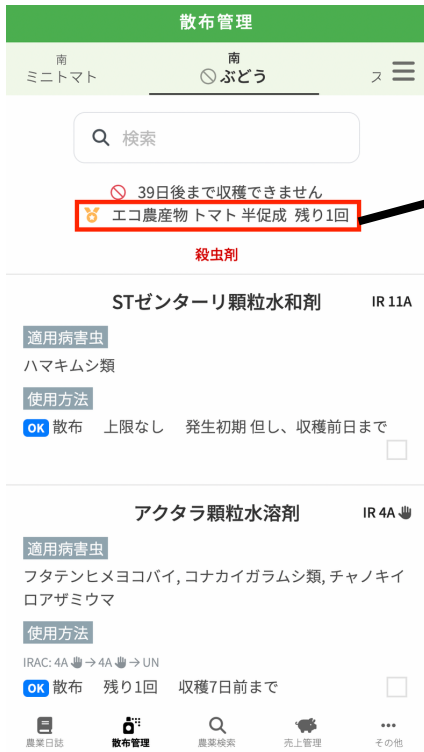 散布管理
南
ミニトマト
南
ぶどう
ス
検索
39日後まで収穫できません
エコ農産物 トマト 半促成 残り1回
殺虫剤
STゼンターリ顆粒水和剤 IR 11A
適用病害虫
ハマキムシ類
使用方法
OK 散布 上限なし 発生初期 但し、収穫前日まで
アクタラ顆粒水溶剤 IR 4A
適用病害虫
フタテンヒメヨコバイ, コナカイガラムシ類, チャノキイ
ロアザミウマ
使用方法
IRAC: 4A → 4A → UN
OK 散布 残り1回 収穫7日前まで
農業日誌 散布管理 農薬検索 売上管理 その他